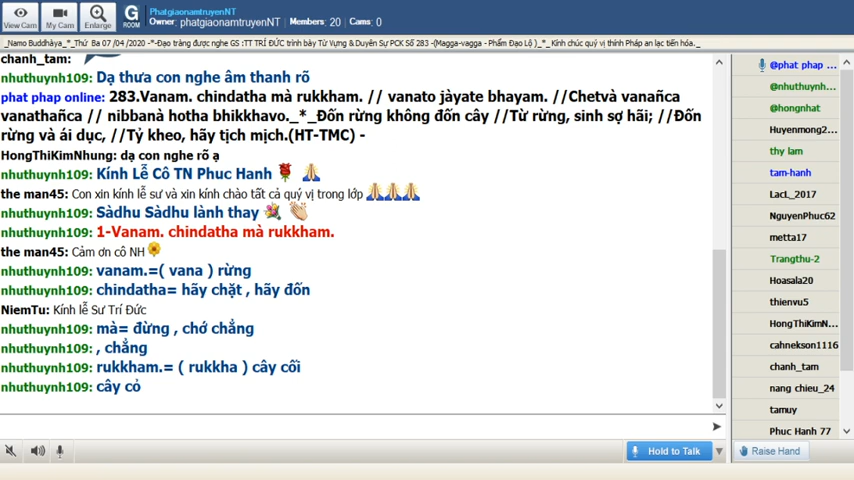 View Cam
My Cam
Enlarge
G
ROOM
PhatgiaonamtruyenNT
Owner: phatgiaonamtruyenNT | Members: 20 | Cams: 0
_Namo Buddhàya_*_Thứ Ba 07 /04 /2020 -*-Đạo tràng được nghe GS :TT TRÍ ĐỨC trình bày Từ Vựng & Duyên Sự PCK Số 283 -(Magga-vagga - Phẩm Đạo Lộ )_*_ Kính chúc quý vị thính Pháp an lạc tiến hóa._
chanh_tam:
nhuthuynh109: Dạ thưa con nghe âm thanh rõ
phat phap online: 283.Vanam. chindatha mà rukkham. // vanato jàyate bhayam. //Chetvà vanañca
vanathañca // nibbanà hotha bhikkhavo._*_Đốn rừng không đốn cây //Từ rừng, sinh sợ hãi; //Đốn
rừng và ái dục, //Tỷ kheo, hãy tịch mịch.(HT-TMC) -
HongThiKimNhung: dạ con nghe rõ ạ
nhuthuynh109: Kính Lễ Cô TN Phuc Hanh
the man45: Con xin kính lễ sư và xin kính chào tất cả quý vị trong lớp
nhuthuynh109: Sàdhu Sàdhu lành thay
nhuthuynh109: 1-Vanam. chindatha mà rukkham.
the man45: Cảm ơn cô NH
nhuthuynh109: vanam.=( vana ) rừng
nhuthuynh109: chindatha= hãy chặt , hãy đốn
NiemTu: Kính lễ Sư Trí Đức
nhuthuynh109: mà= đừng , chớ chẳng
nhuthuynh109: , chẳng
nhuthuynh109: rukkham.= ( rukkha ) cây cối
nhuthuynh109: cây cỏ
@phat phap ...
@nhuthuynh...
@hongnhat
Huyenmong2...
thy lam
tam-hanh
LacL_2017
NguyenPhuc62
metta17
Trangthu-2
Hoasala20
thienvu5
HongThiKimN...
cahnekson1116
chanh_tam
nang chieu_24
tamuy
Phuc Hanh 77
Hold to Talk
Raise Hand